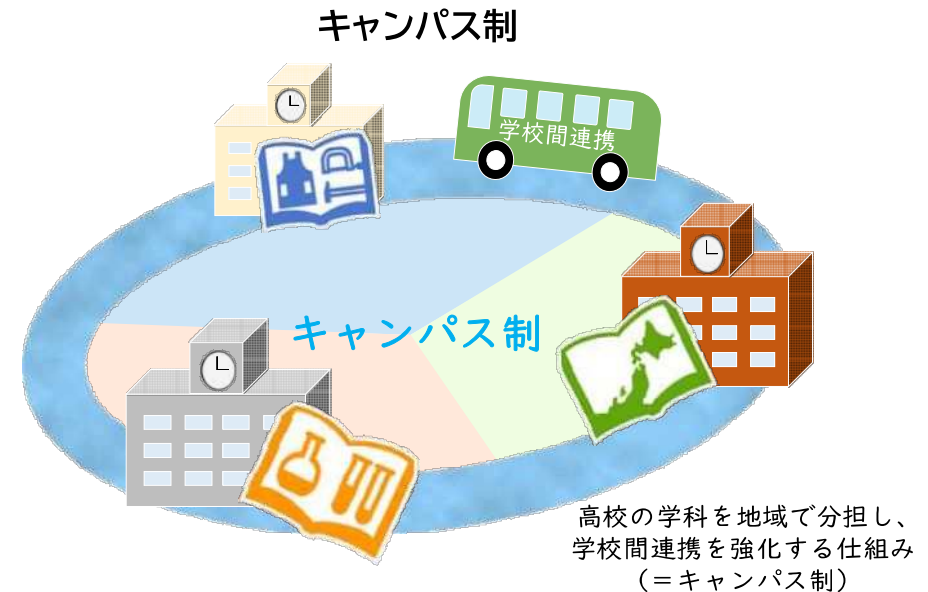 キャンパス制
学校間連携
キャンパス制
高校の学科を地域で分担し、
学校間連携を強化する仕組み
（＝キャンパス制）